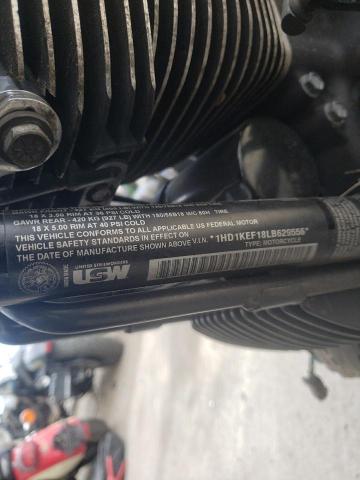 18 X 3.00 RIM AT 36 PSI COLD
GAWR REAR - 420 KG (927 LB) WITH 180/55B18 M/C 80H TIRE
18 X 5.00 RIM AT 40 PSI COLD
THIS VEHICLE CONFORMS TO ALL APPLICABLE US FEDERAL MOTOR
VEHICLE SAFETY STANDARDS IN EFFECT ON
THE DATE OF MANUFACTURE SHOWN ABOVE V.I.N. *1HD1KEF18LB629556*
TYPE: MOTORCYCLE
UNITED STEELWORKERS
USW